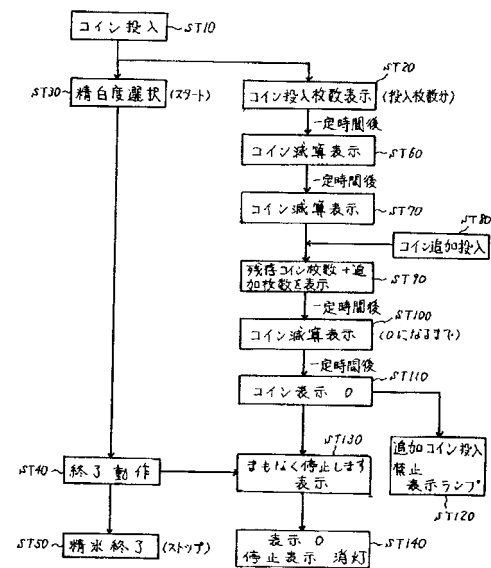 コイン投入
ST10
ST30
精白度選択
(スタート)
ST20
コイン投入枚数表示
(投入枚数分)
一定時間後
コイン減算表示
ST60
一定時間後
コイン減算表示
ST70
ST80
コイン追加投入
残存コイン枚数+追
加枚数を表示
ST90
一定時間後
ST100
コイン減算表示
(0になるまで)
一定時間後
コイン表示 0
ST110
ST130
ST40
終了動作
まもなく停止します
表示
追加コイン投入
禁止
表示ランプ
ST120
ST50
精米終了
(ストップ)
表示 0
停止表示 消灯
ST140